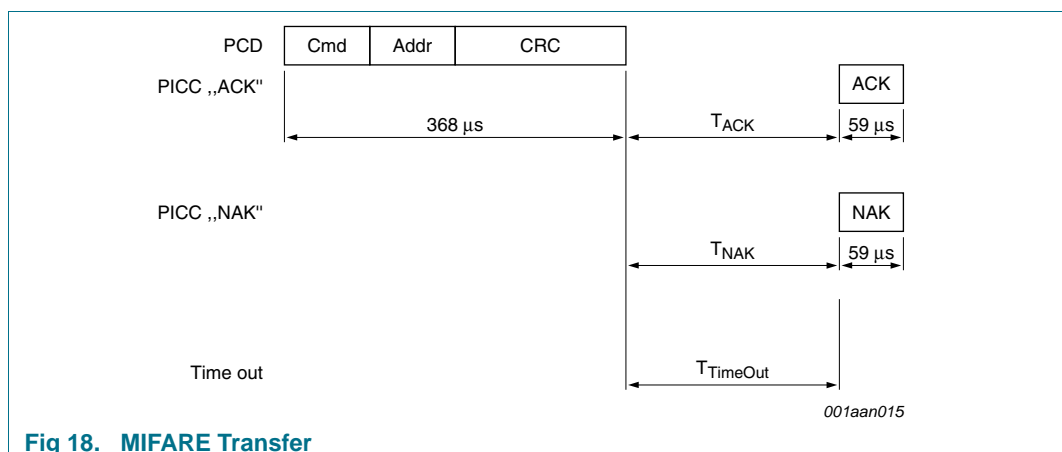 PCD Cmd Addr CRC
PICC ,,ACK" ACK
368 µs TACK 59 µs
PICC ,,NAK" NAK
TNAK 59 µs
Time out TTimeOut
001aan015
Fig 18. MIFARE Transfer